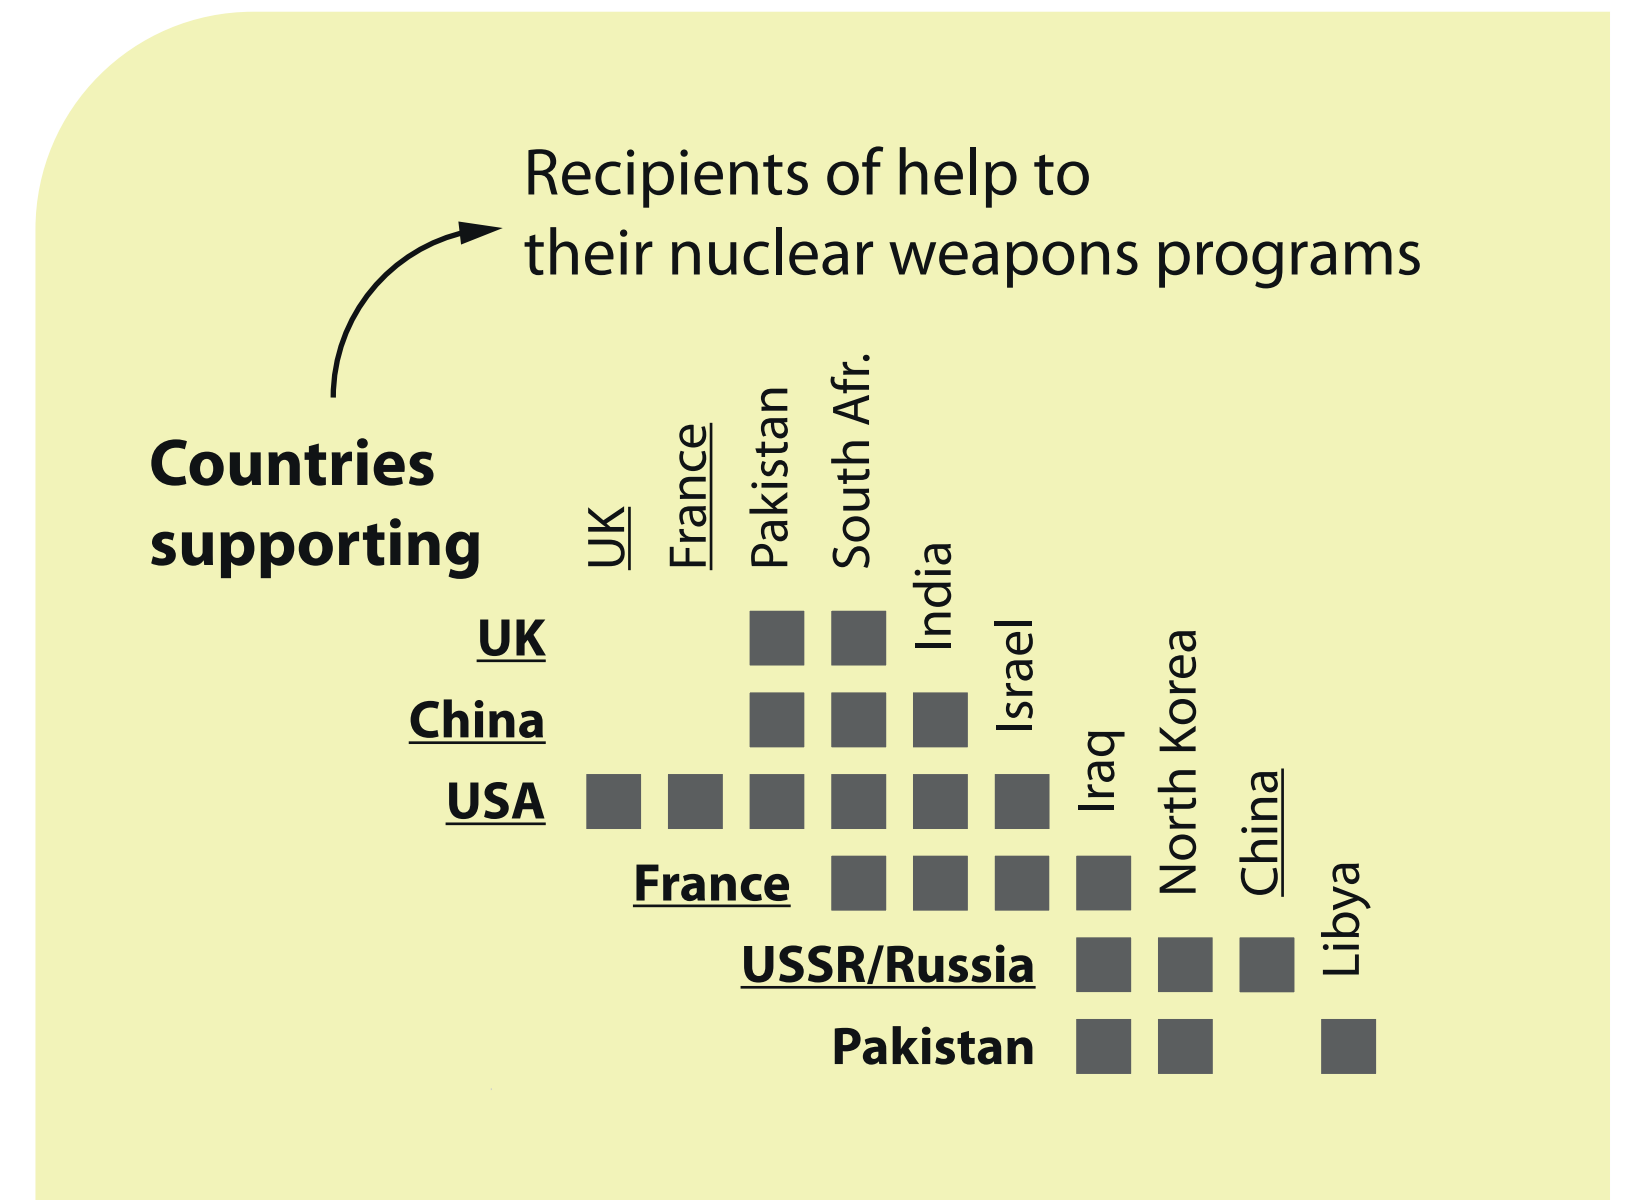 Recipients of help to
their nuclear weapons programs
Countries
supporting
UK
France
Pakistan
South Afr.
India
Israel
Iraq
North Korea
China
Libya
UK
China
USA
France
USSR/Russia
Pakistan